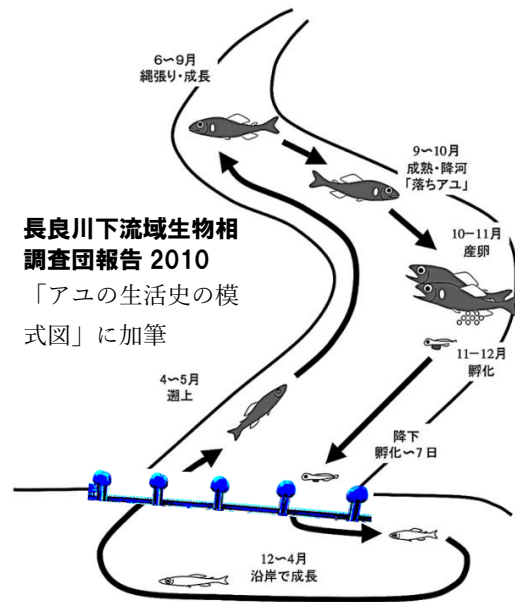 6〜9月
縄張り・成長
9〜10月
成熟・降河
「落ちアユ」
長良川下流域生物相
調査団報告 2010
「アユの生活史の模
式図」に加筆
10−11月
産卵
11−12月
孵化
4〜5月
遡上
降下
孵化〜7日
12〜4月
沿岸で成長